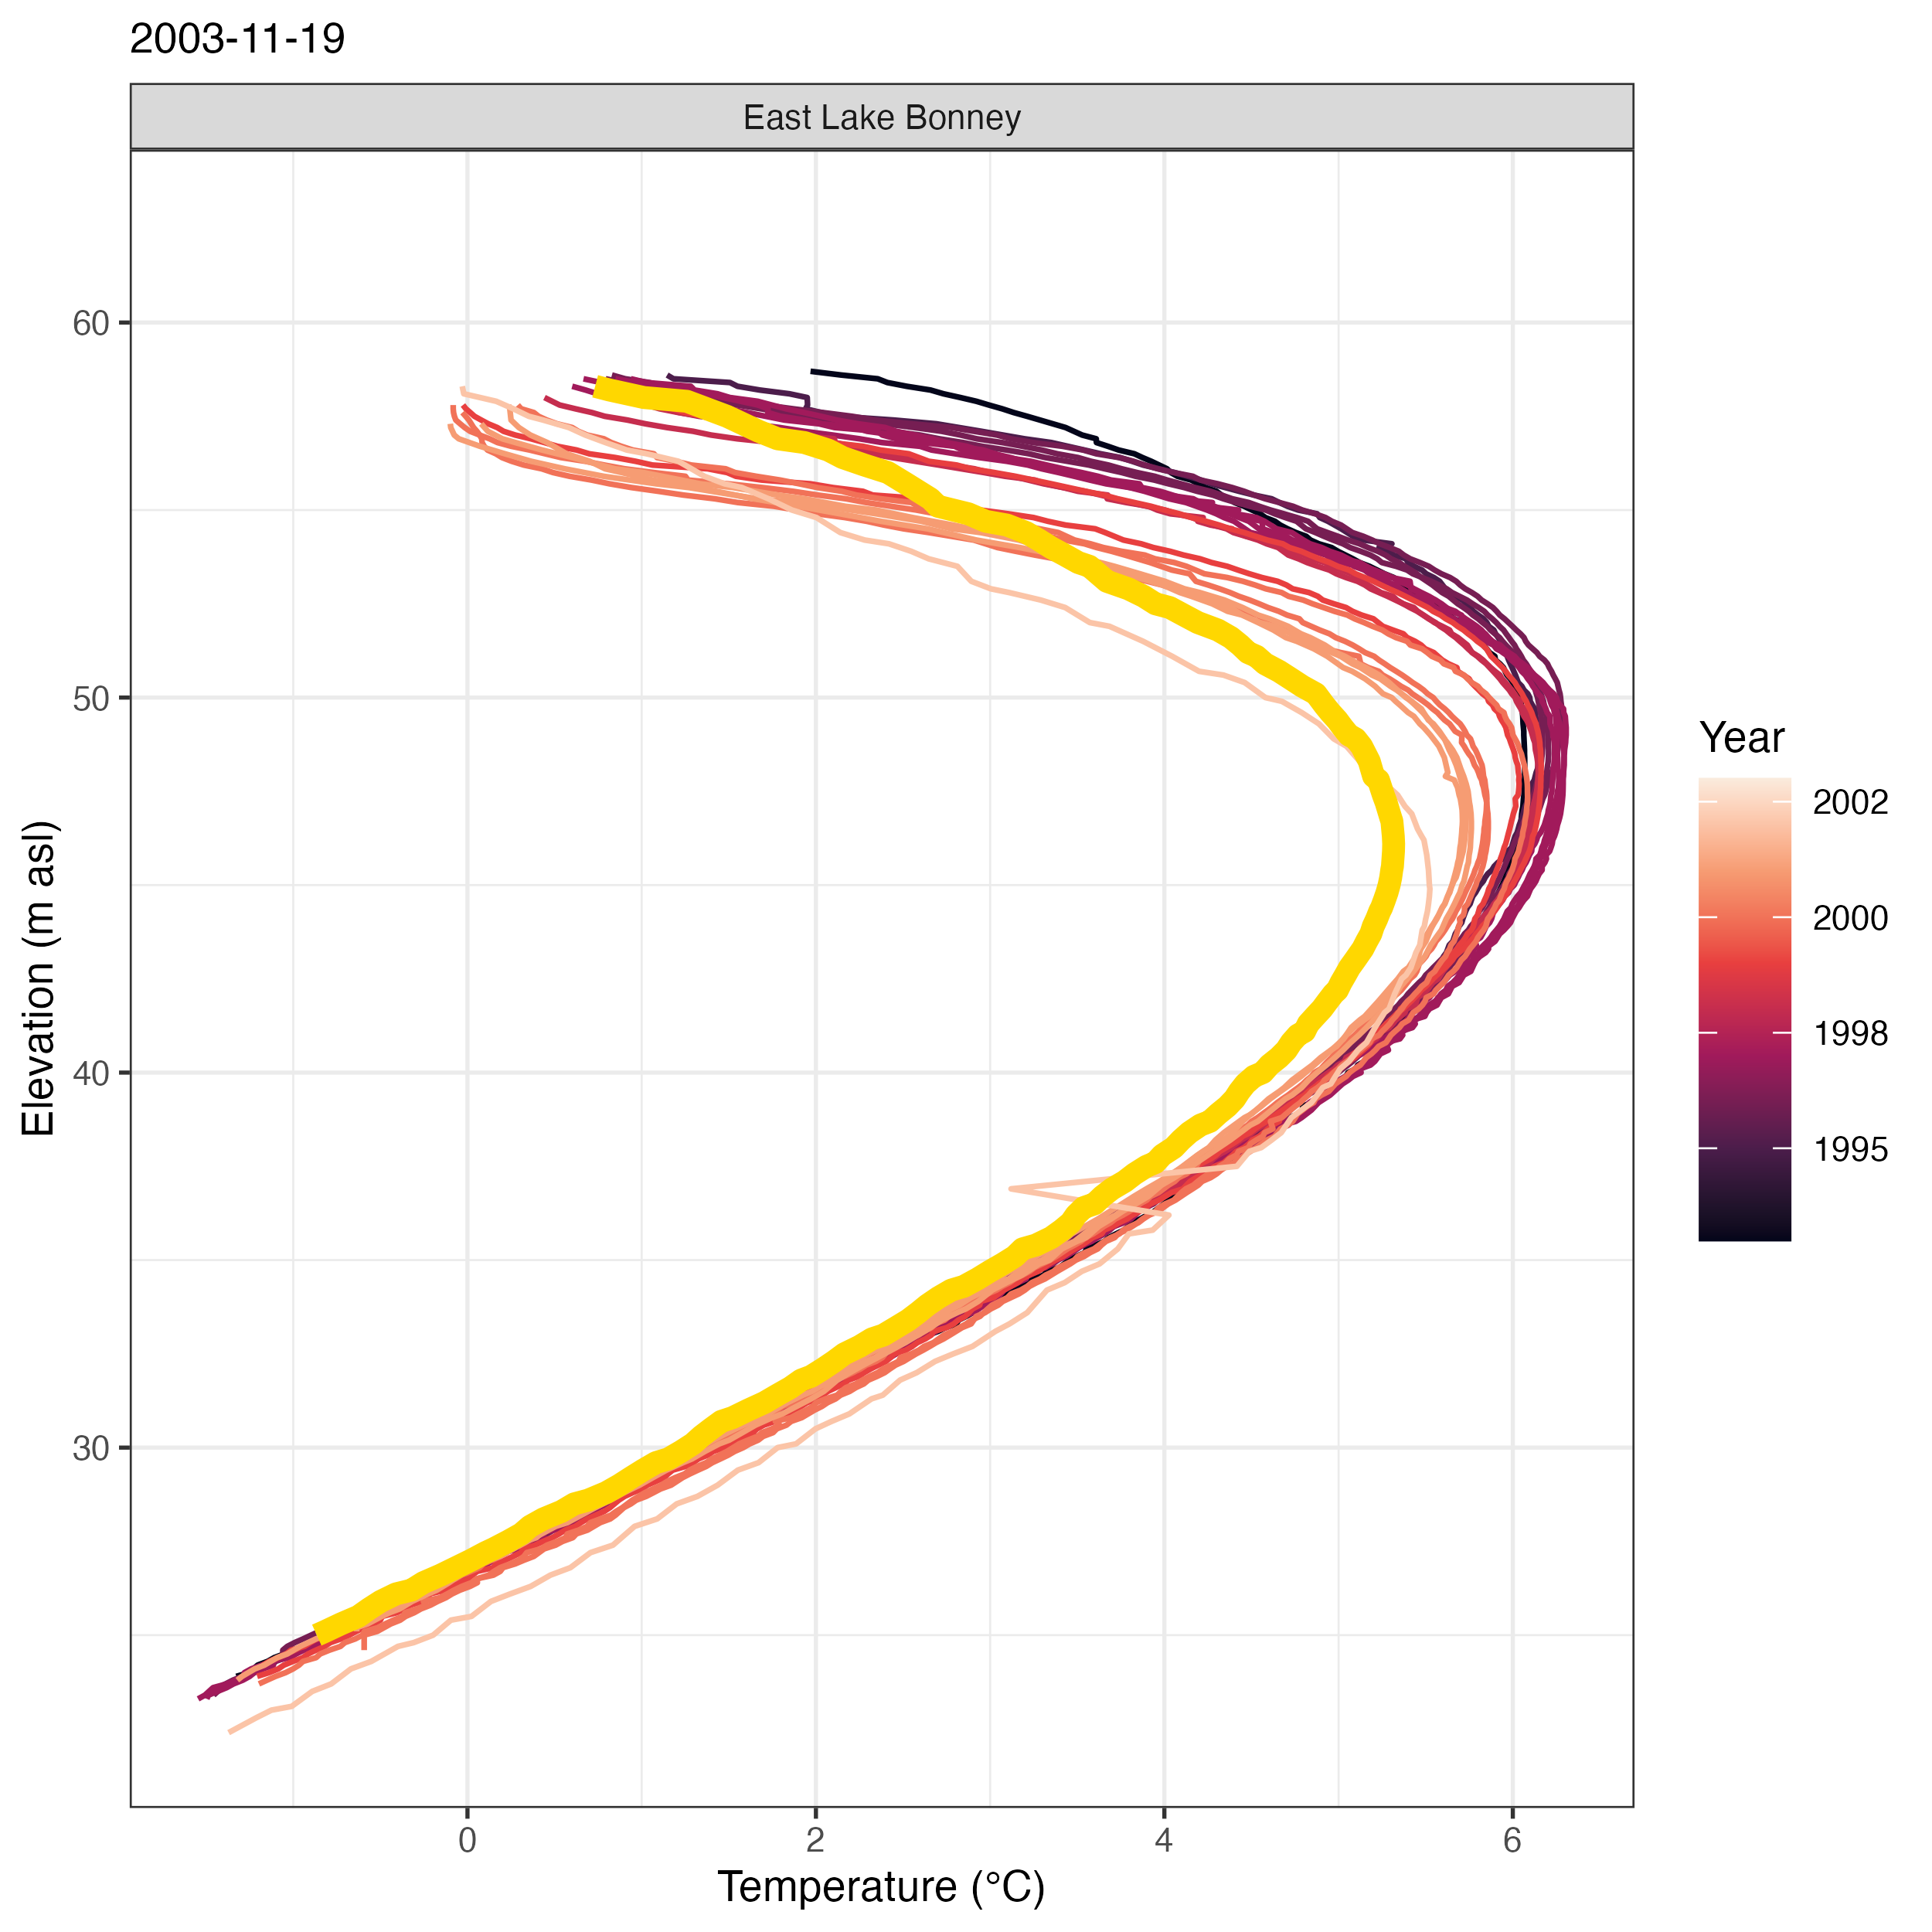 2003-11-19
East Lake Bonney
60
50
40
30
Elevation (m asl)
0 2 4 6
Temperature (°C)
Year
2002
2000
1998
1995